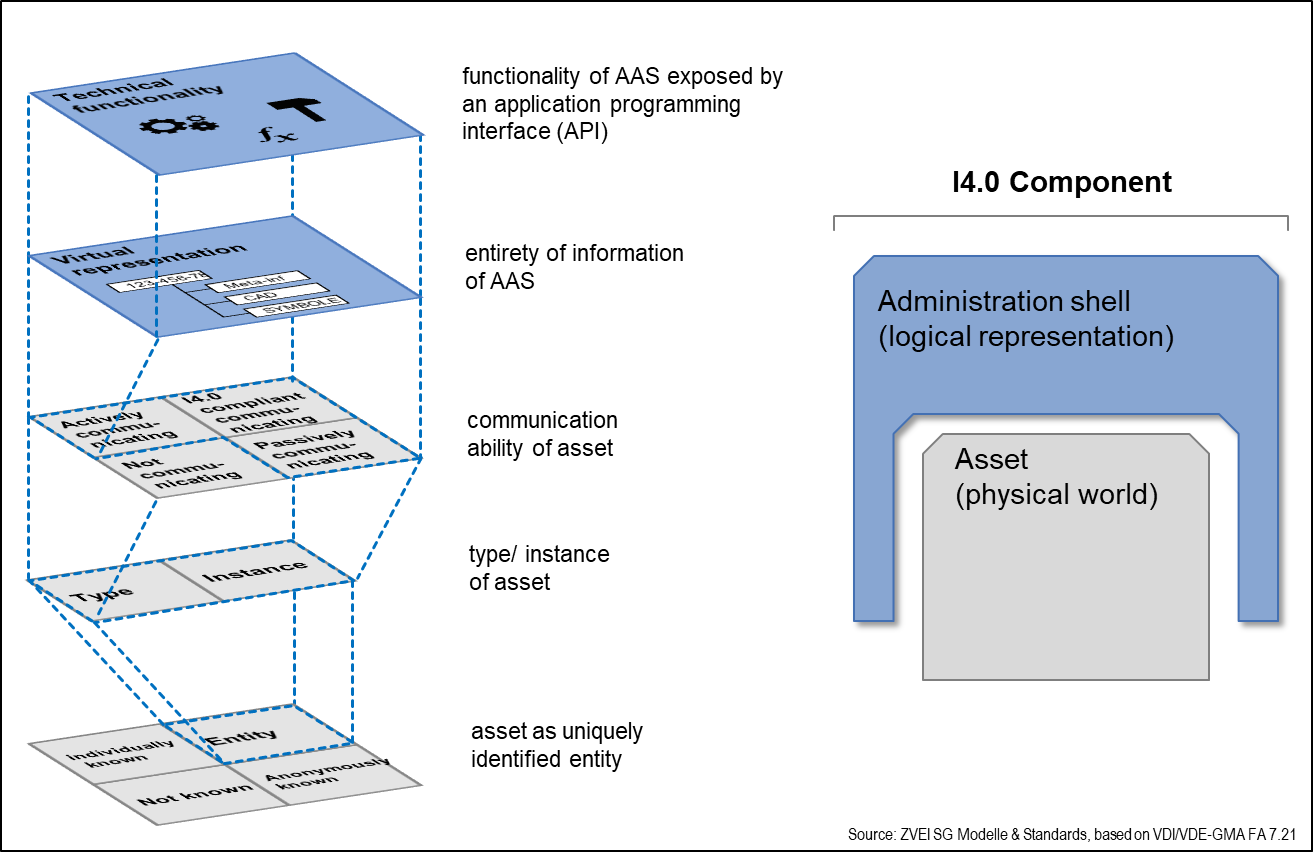 Technical
functionality
fx
functionality of AAS exposed by
an application programming
interface (API)
Virtual
representation
123-456-78
Meta-inf
CAD
SYMBOLE
entirety of information
of AAS
Actively
commu-
nicating
I4.0
compliant
commu-
nicating
Not
commu-
nicating
Passively
commu-
nicating
communication
ability of asset
Type
Instance
type/ instance
of asset
Individually
known
Entity
Not known
Anonymously
known
asset as uniquely
identified entity
I4.0 Component
Administration shell
(logical representation)
Asset
(physical world)
Source: ZVEI SG Modelle & Standards, based on VDI/VDE-GMA FA 7.21